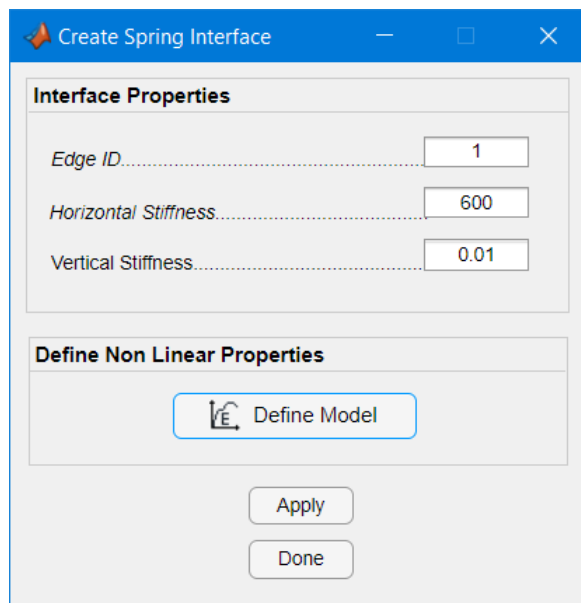 Create Spring Interface
Interface Properties
Edge ID.......................................................... 1
Horizontal Stiffness........................................ 600
Vertical Stiffness............................................ 0.01
Define Non Linear Properties
E Define Model
Apply
Done